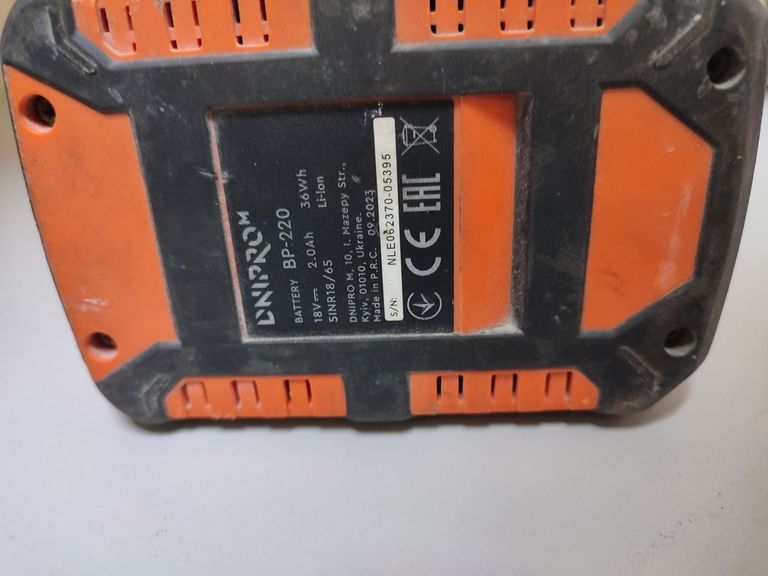 DNIPRO M
BATTERY BP-220
18V 2.0Ah 36Wh
5INR18/65 Li-Ion
DNIPRO M, 10, I. Mazepy Str.,
Kyiv, 01010, Ukraine.
Made in P.R.C. 09.2023
S/N: NLE062370-05395
CE EAC